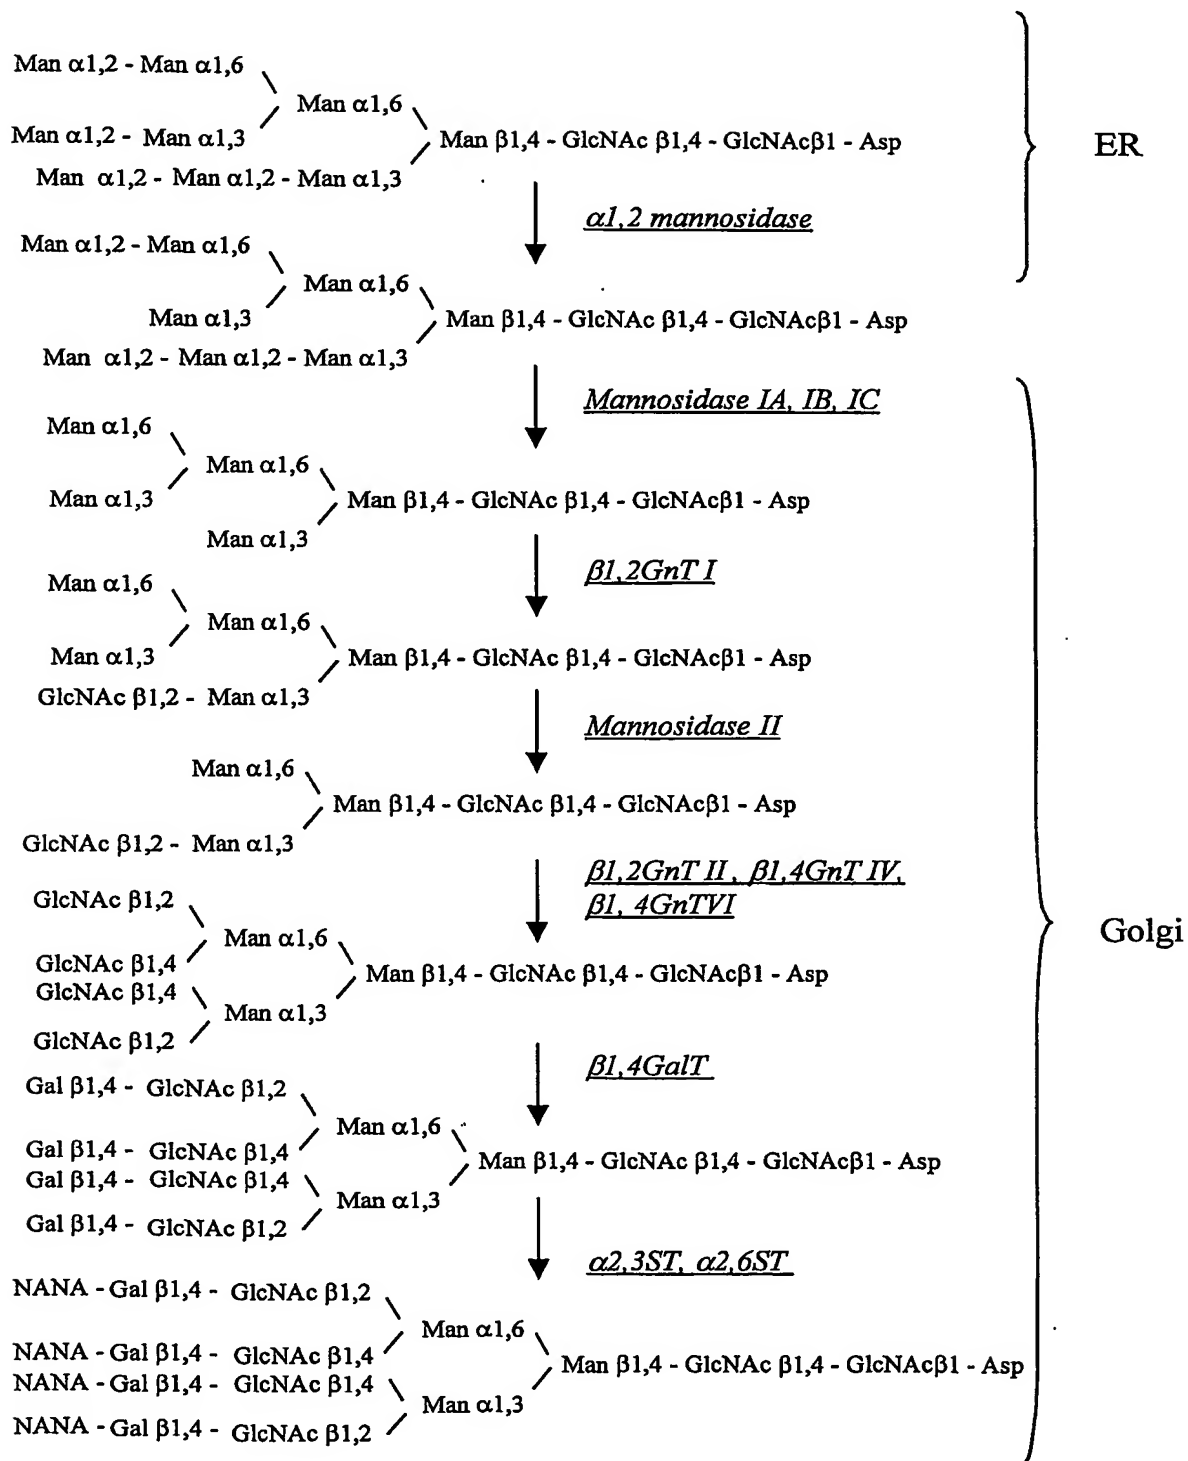 Man α1,2 - Man α1,6
Man α1,6
Man α1,2 - Man α1,3
Man β1,4 - GlcNAc β1,4 - GlcNAcβ1 - Asp
Man α1,2 - Man α1,2 - Man α1,3
ER
α1,2 mannosidase
Man α1,2 - Man α1,6
Man α1,6
Man α1,3
Man β1,4 - GlcNAc β1,4 - GlcNAcβ1 - Asp
Man α1,2 - Man α1,2 - Man α1,3
Mannosidase IA, IB, IC
Man α1,6
Man α1,6
Man α1,3
Man β1,4 - GlcNAc β1,4 - GlcNAcβ1 - Asp
Man α1,3
β1,2GnT I
Man α1,6
Man α1,6
Man α1,3
Man β1,4 - GlcNAc β1,4 - GlcNAcβ1 - Asp
GlcNAc β1,2 - Man α1,3
Mannosidase II
Man α1,6
Man β1,4 - GlcNAc β1,4 - GlcNAcβ1 - Asp
GlcNAc β1,2 - Man α1,3
β1,2GnT II, β1,4GnT IV,
β1, 4GnTVI
GlcNAc β1,2
Man α1,6
GlcNAc β1,4
Man β1,4 - GlcNAc β1,4 - GlcNAcβ1 - Asp
GlcNAc β1,4
Man α1,3
GlcNAc β1,2
Golgi
β1,4GalT
Gal β1,4 - GlcNAc β1,2
Man α1,6
Gal β1,4 - GlcNAc β1,4
Man β1,4 - GlcNAc β1,4 - GlcNAcβ1 - Asp
Gal β1,4 - GlcNAc β1,4
Man α1,3
Gal β1,4 - GlcNAc β1,2
α2,3ST, α2,6ST
NANA - Gal β1,4 - GlcNAc β1,2
Man α1,6
NANA - Gal β1,4 - GlcNAc β1,4
Man β1,4 - GlcNAc β1,4 - GlcNAcβ1 - Asp
NANA - Gal β1,4 - GlcNAc β1,4
Man α1,3
NANA - Gal β1,4 - GlcNAc β1,2